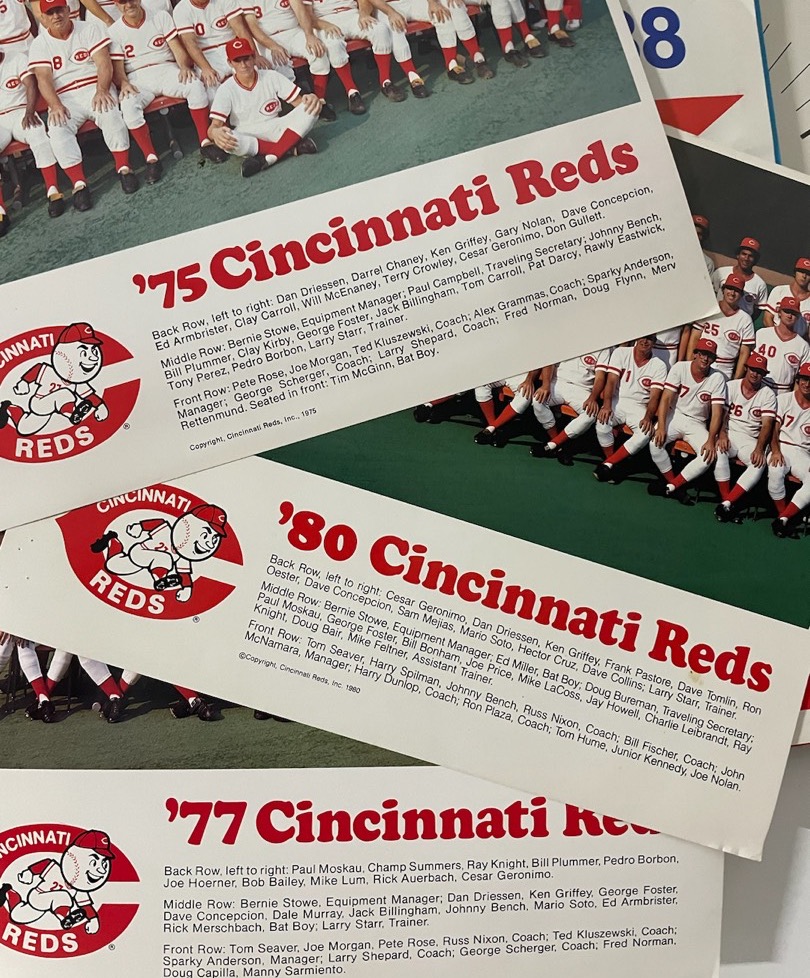 '75 Cincinnati Reds
Back Row, left to right: Dan Driessen, Darrel Chaney, Ken Griffey, Gary Nolan, Dave Concepcion,
Ed Armbrister, Clay Carroll, Will McEnaney, Terry Crowley, Cesar Geronimo, Don Gullett.
Middle Row: Bernie Stowe, Equipment Manager; Paul Campbell, Traveling Secretary; Johnny Bench,
Bill Plummer, Clay Kirby, George Foster, Jack Billingham, Tom Carroll, Pat Darcy, Rawly Eastwick,
Tony Perez, Pedro Borbon, Larry Starr, Trainer.
Front Row: Pete Rose, Joe Morgan, Ted Kluszewski, Coach; Alex Grammas, Coach; Sparky Anderson,
Manager; George Scherger, Coach; Larry Shepard, Coach; Fred Norman, Doug Flynn, Merv
Rettenmund. Seated in front: Tim McGinn, Bat Boy.
Copyright, Cincinnati Reds, Inc., 1975
CINNATI
REDS
®
8
25
40
CINCINNATI
REDS
®
'80 Cincinnati Reds
Back Row, left to right: Cesar Geronimo, Dan Driessen, Ken Griffey, Frank Pastore, Dave Tomlin, Ron
Oester, Dave Concepcion, Sam Mejias, Mario Soto, Hector Cruz, Dave Collins; Larry Starr, Trainer.
Middle Row: Bernie Stowe, Equipment Manager; Ed Miller, Bat Boy; Doug Bureman, Traveling Secretary;
Paul Moskau, George Foster, Bill Bonham, Joe Price, Mike LaCoss, Jay Howell, Charlie Leibrandt, Ray
Knight, Doug Bair, Mike Feltner, Assistant Trainer.
Front Row: Tom Seaver, Harry Spilman, Johnny Bench, Russ Nixon, Coach; Bill Fischer, Coach; John
McNamara, Manager; Harry Dunlop, Coach; Ron Plaza, Coach; Tom Hume, Junior Kennedy, Joe Nolan.
©Copyright, Cincinnati Reds, Inc. 1980
'77 Cincinnati Red
Back Row, left to right: Paul Moskau, Champ Summers, Ray Knight, Bill Plummer, Pedro Borbon,
Joe Hoerner, Bob Bailey, Mike Lum, Rick Auerbach, Cesar Geronimo.
Middle Row: Bernie Stowe, Equipment Manager; Dan Driessen, Ken Griffey, George Foster,
Dave Concepcion, Dale Murray, Jack Billingham, Johnny Bench, Mario Soto, Ed Armbrister,
Rick Merschbach, Bat Boy; Larry Starr, Trainer.
Front Row: Tom Seaver, Joe Morgan, Pete Rose, Russ Nixon, Coach; Ted Kluszewski, Coach;
Sparky Anderson, Manager; Larry Shepard, Coach; George Scherger, Coach; Fred Norman,
Doug Capilla, Manny Sarmiento.
CINNATI
REDS
®